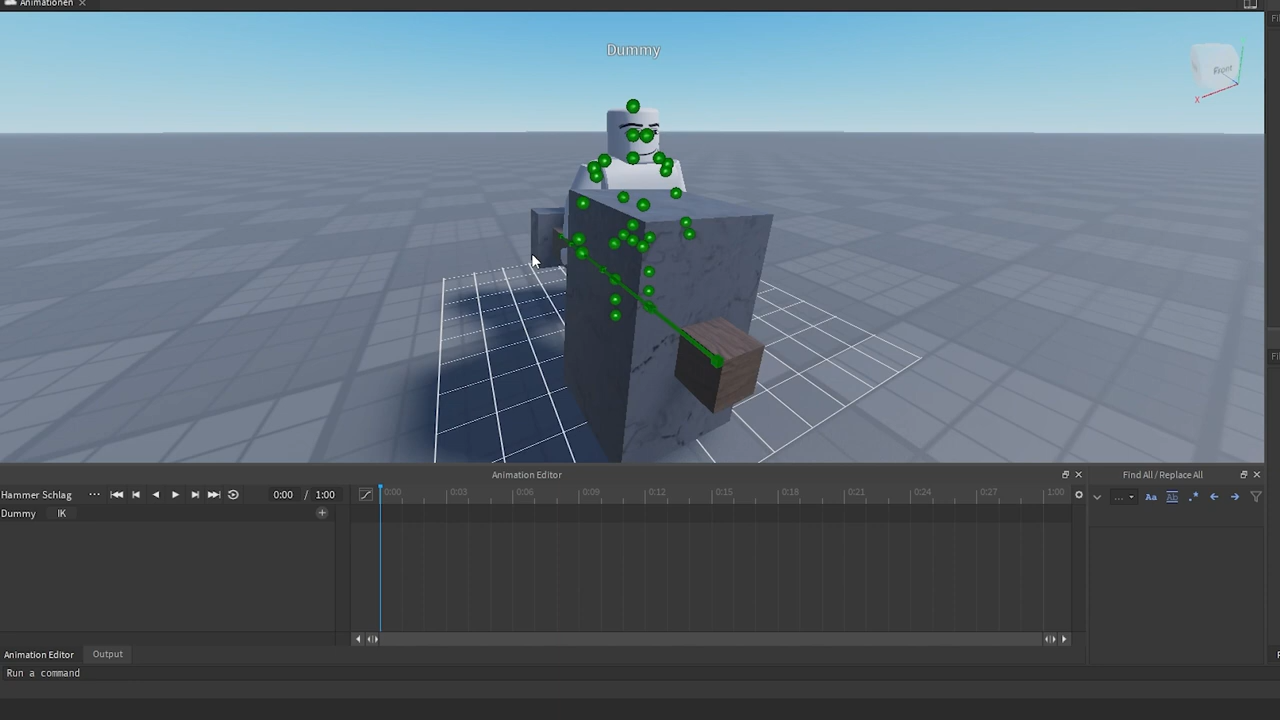 Animationen
Dummy
Front
X
Animation Editor
Find All / Replace All
Hammer Schlag ... 0:00 / 1:00
0:00 0:03 0:06 0:09 0:12 0:15 0:18 0:21 0:24 0:27 1:00
... Aa Ab .*
Dummy IK
Animation Editor Output
Run a command